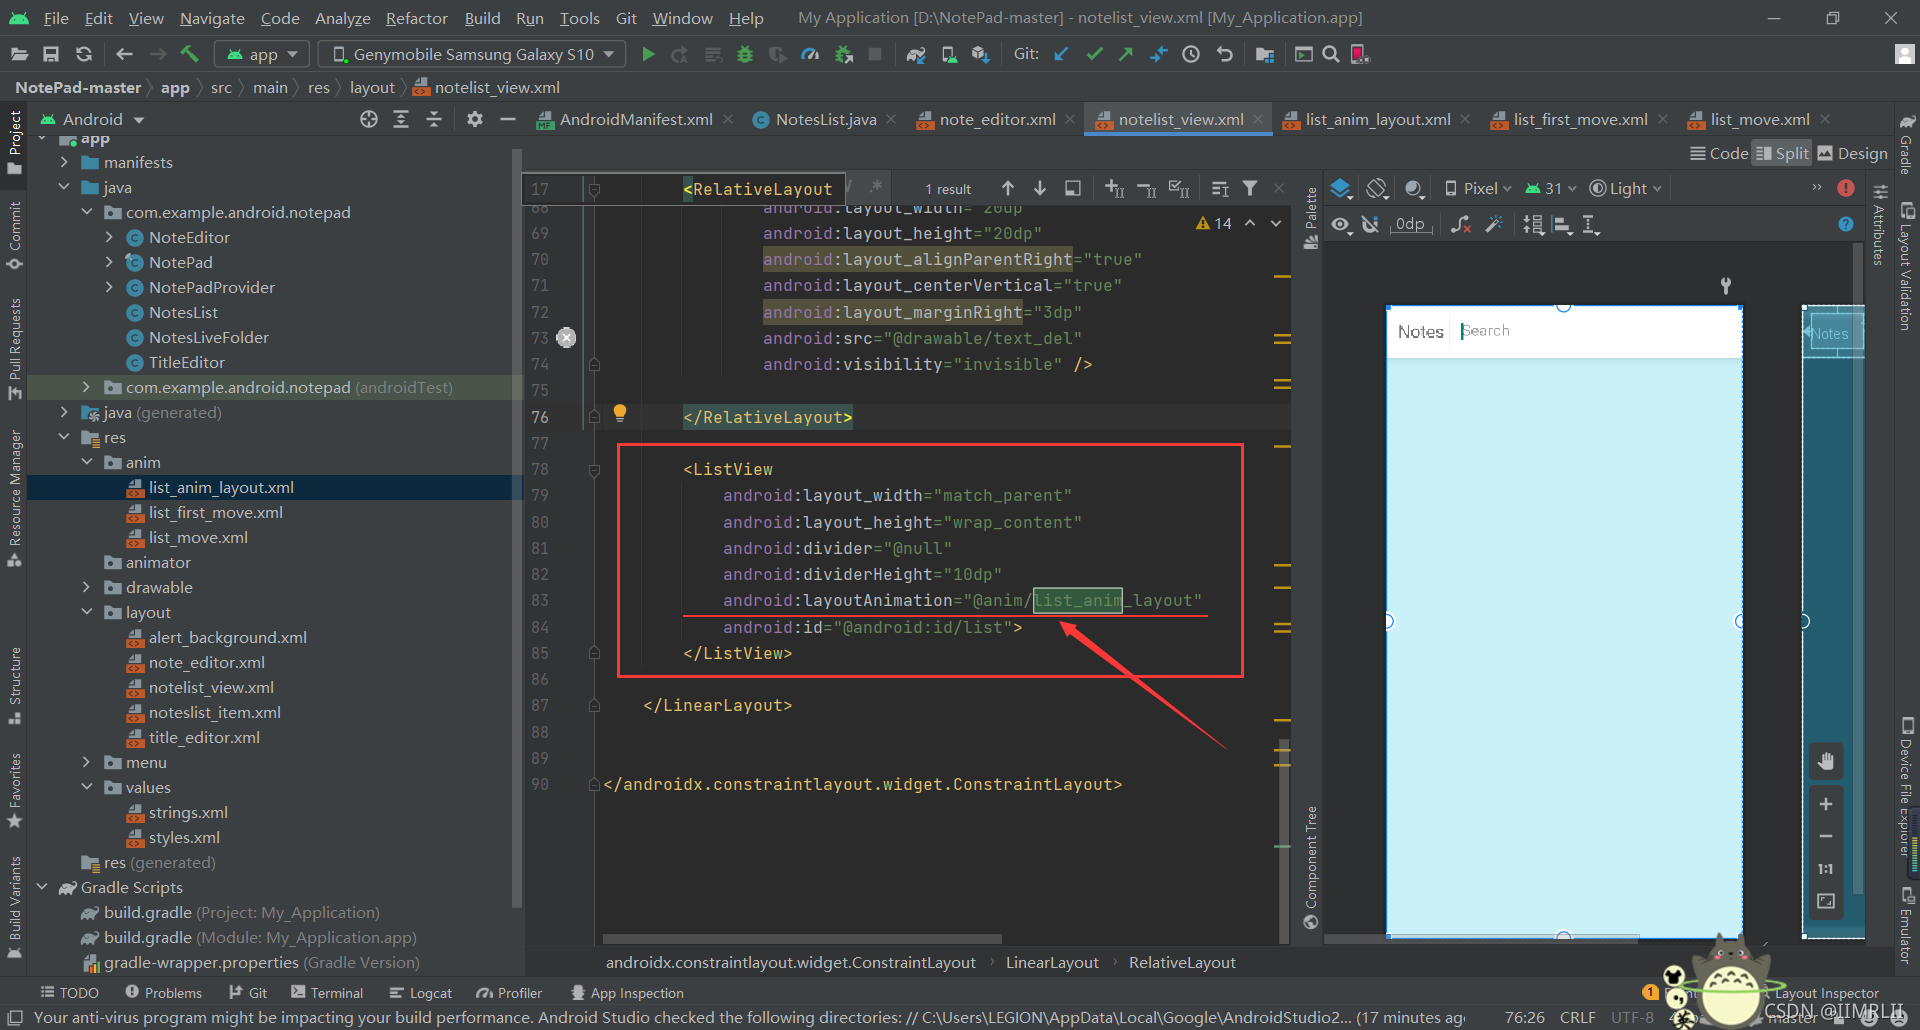 File Edit View Navigate Code Analyze Refactor Build Run Tools Git Window Help My Application [D:\NotePad-master] - notelist_view.xml [My_Application.app]
app Genymobile Samsung Galaxy S10 Git:
NotePad-master app src main res layout notelist_view.xml
Android AndroidManifest.xml NotesList.java note_editor.xml notelist_view.xml list_anim_layout.xml list_first_move.xml list_move.xml
Code Split Design
app
manifests
java
com.example.android.notepad
NoteEditor
NotePad
NotePadProvider
NotesList
NotesLiveFolder
TitleEditor
com.example.android.notepad (androidTest)
java (generated)
res
anim
list_anim_layout.xml
list_first_move.xml
list_move.xml
animator
drawable
layout
alert_background.xml
note_editor.xml
notelist_view.xml
noteslist_item.xml
title_editor.xml
menu
values
strings.xml
styles.xml
res (generated)
Gradle Scripts
build.gradle (Project: My_Application)
build.gradle (Module: My_Application.app)
gradle-wrapper.properties (Gradle Version)
Project
Commit
Pull Requests
Resource Manager
Structure
Favorites
Build Variants
17 <RelativeLayout
1 result
14
68 android:layout_width="20dp"
69 android:layout_height="20dp"
70 android:layout_alignParentRight="true"
71 android:layout_centerVertical="true"
72 android:layout_marginRight="3dp"
73 android:src="@drawable/text_del"
74 android:visibility="invisible" />
75
76 </RelativeLayout>
77
78 <ListView
79 android:layout_width="match_parent"
80 android:layout_height="wrap_content"
81 android:divider="@null"
82 android:dividerHeight="10dp"
83 android:layoutAnimation="@anim/list_anim_layout"
84 android:id="@android:id/list">
85 </ListView>
86
87 </LinearLayout>
88
89
90 </androidx.constraintlayout.widget.ConstraintLayout>
androidx.constraintlayout.widget.ConstraintLayout LinearLayout RelativeLayout
Palette
Component Tree
Pixel 31 Light
0dp
Notes Search
Notes
1:1
Gradle
Attributes
Layout Validation
Device File Explorer
Emulator
TODO Problems Git Terminal Logcat Profiler App Inspection 1 Layout Inspector
Your anti-virus program might be impacting your build performance. Android Studio checked the following directories: // C:\Users\LEGION\AppData\Local\Google\AndroidStudio2... (17 minutes ago 76:26 CRLF UTF-8 master
CSDN @IIMRLII